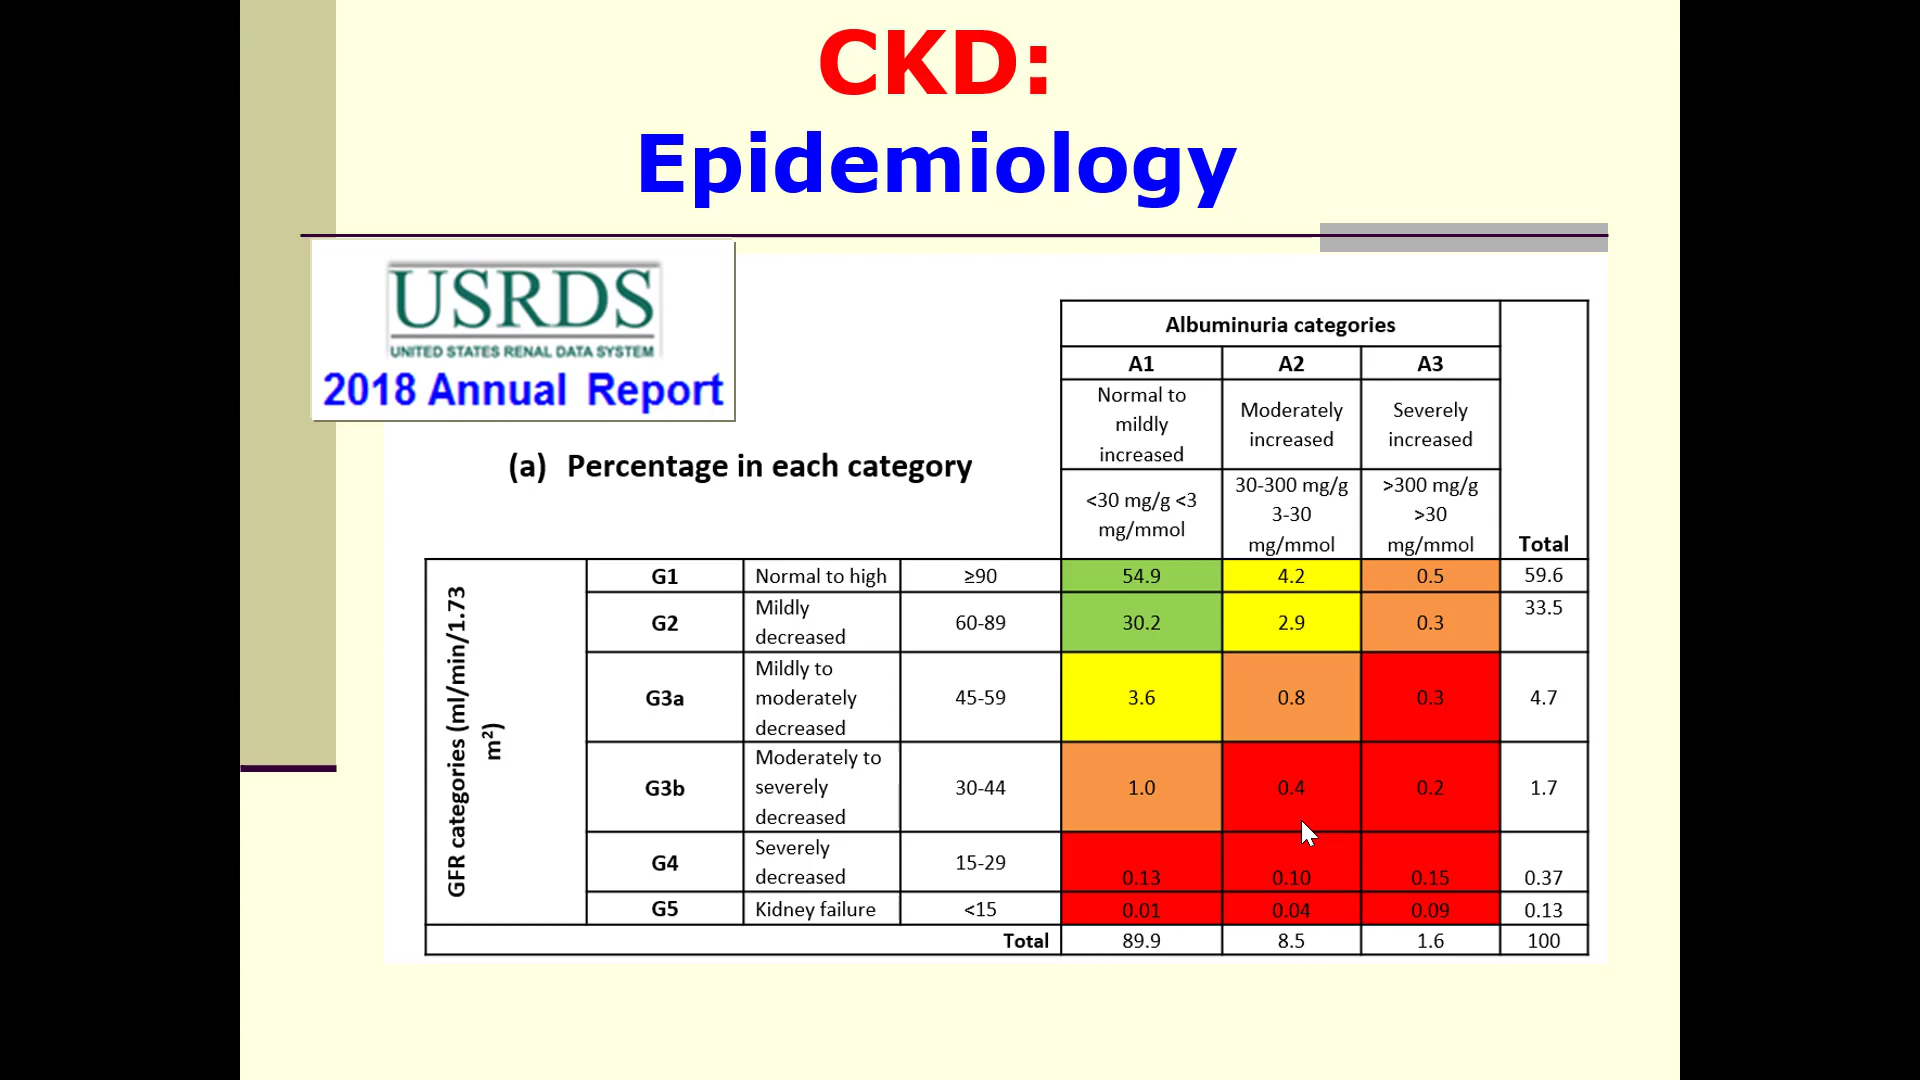 CKD:
Epidemiology
USRDS
UNITED STATES RENAL DATA SYSTEM
2018 Annual Report
(a) Percentage in each category
Albuminuria categories
A1
A2
A3
Normal to
mildly
increased
Moderately
increased
Severely
increased
<30 mg/g <3
mg/mmol
30-300 mg/g
3-30
mg/mmol
>300 mg/g
>30
mg/mmol
Total
GFR categories (ml/min/1.73
m²)
G1 Normal to high ≥90 54.9 4.2 0.5 59.6
G2 Mildly
decreased 60-89 30.2 2.9 0.3 33.5
G3a Mildly to
moderately
decreased 45-59 3.6 0.8 0.3 4.7
G3b Moderately to
severely
decreased 30-44 1.0 0.4 0.2 1.7
G4 Severely
decreased 15-29 0.13 0.10 0.15 0.37
G5 Kidney failure <15 0.01 0.04 0.09 0.13
Total 89.9 8.5 1.6 100